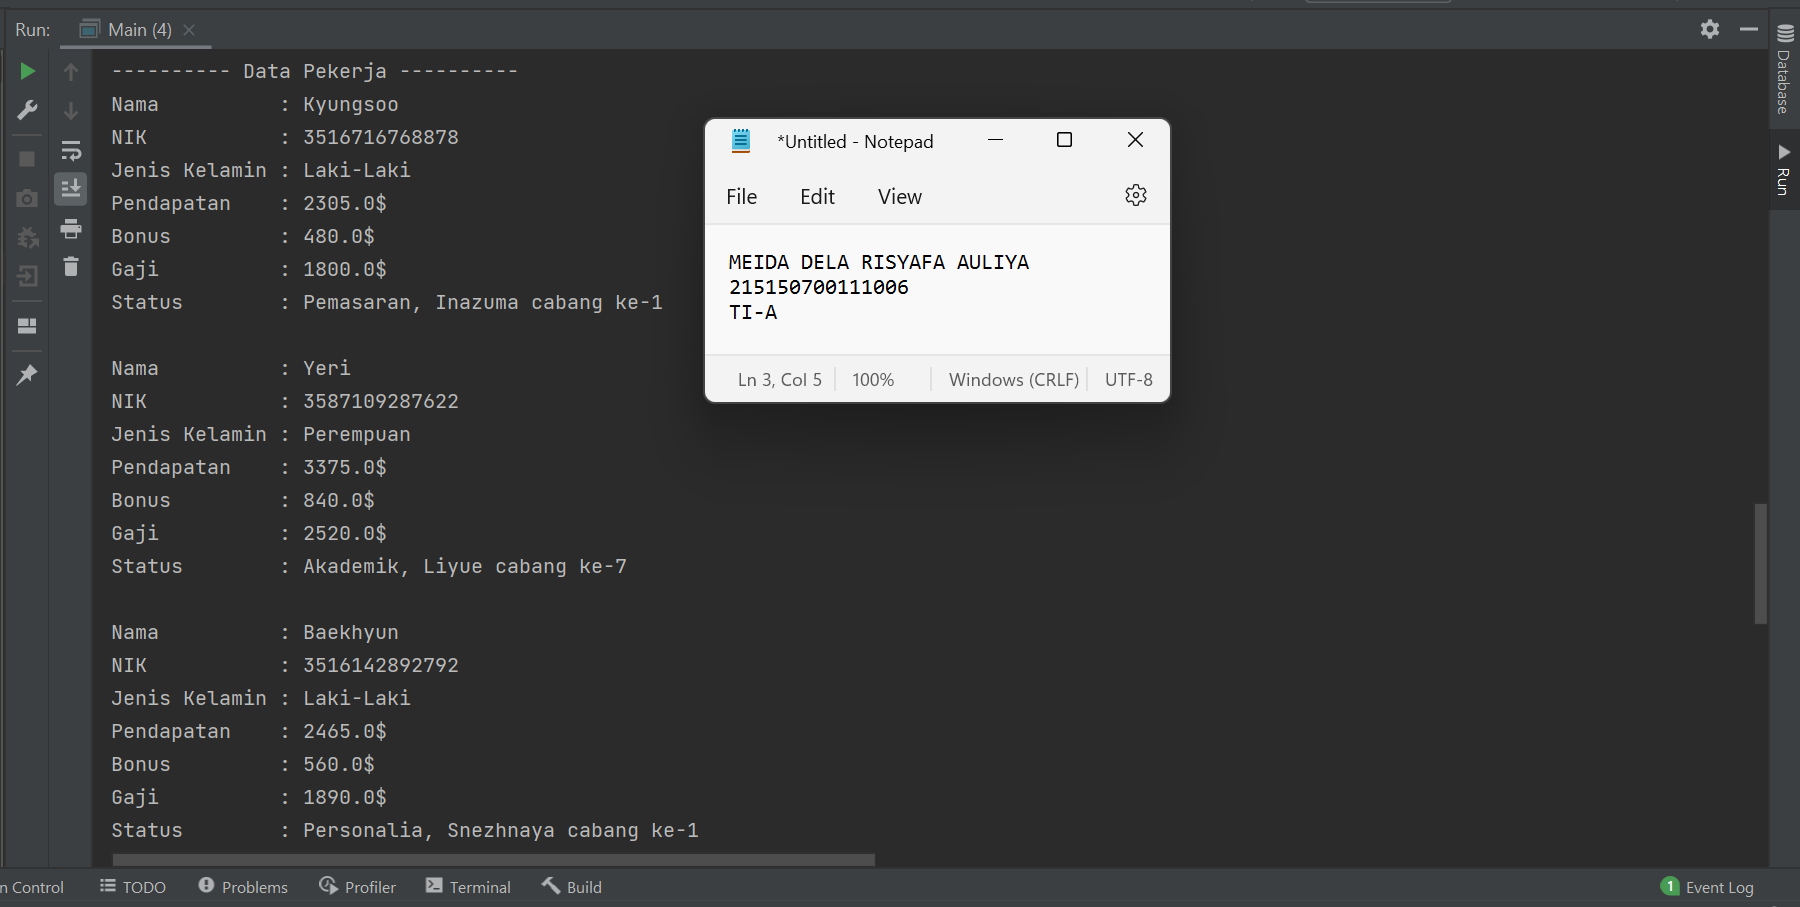 Run: Main (4)
---------- Data Pekerja ----------
Nama : Kyungsoo
NIK : 3516716768878
Jenis Kelamin : Laki-Laki
Pendapatan : 2305.0$
Bonus : 480.0$
Gaji : 1800.0$
Status : Pemasaran, Inazuma cabang ke-1
Nama : Yeri
NIK : 3587109287622
Jenis Kelamin : Perempuan
Pendapatan : 3375.0$
Bonus : 840.0$
Gaji : 2520.0$
Status : Akademik, Liyue cabang ke-7
Nama : Baekhyun
NIK : 3516142892792
Jenis Kelamin : Laki-Laki
Pendapatan : 2465.0$
Bonus : 560.0$
Gaji : 1890.0$
Status : Personalia, Snezhnaya cabang ke-1
*Untitled - Notepad
File Edit View
MEIDA DELA RISYAFA AULIYA
215150700111006
TI-A
Ln 3, Col 5 100% Windows (CRLF) UTF-8
Database
Run
n Control TODO Problems Profiler Terminal Build 1 Event Log